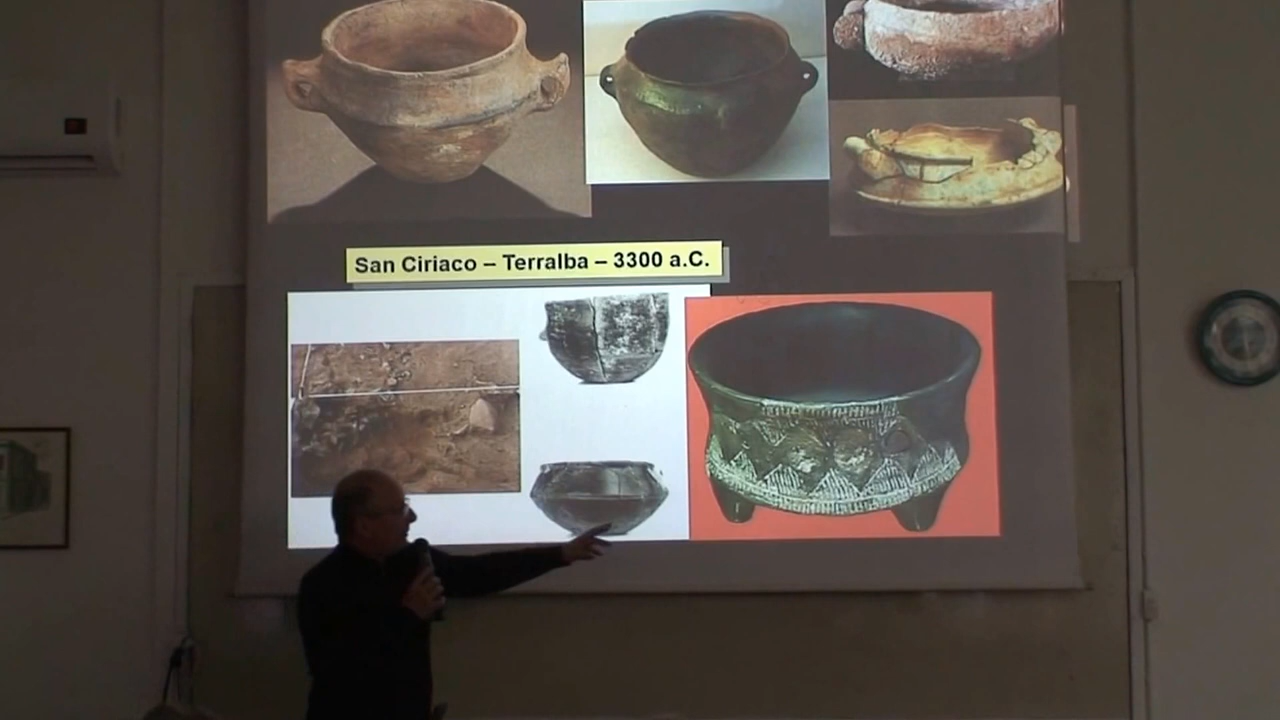 San Ciriaco – Terralba – 3300 a.C.